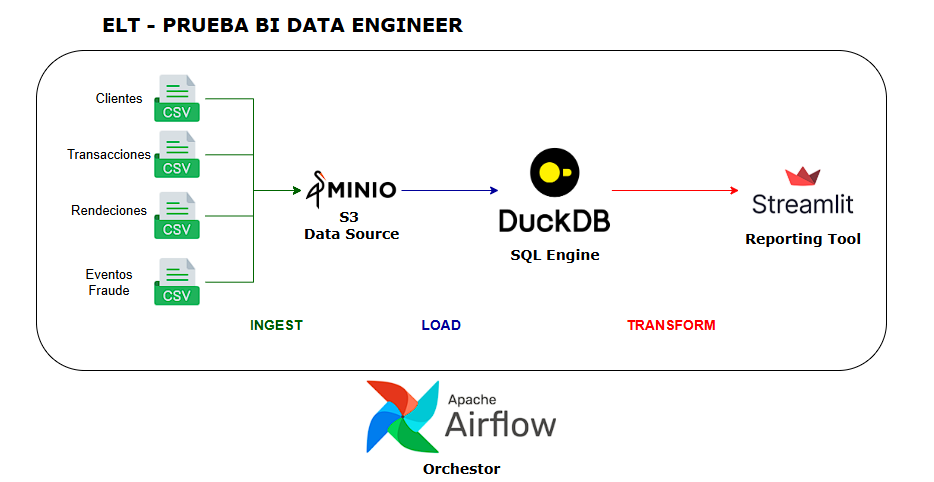 ELT - PRUEBA BI DATA ENGINEER
Clientes
CSV
Transacciones
CSV
Rendeciones
CSV
Eventos
Fraude
CSV
MINIO
S3
Data Source
DuckDB
SQL Engine
Streamlit
Reporting Tool
INGEST
LOAD
TRANSFORM
Apache
Airflow
Orchestor